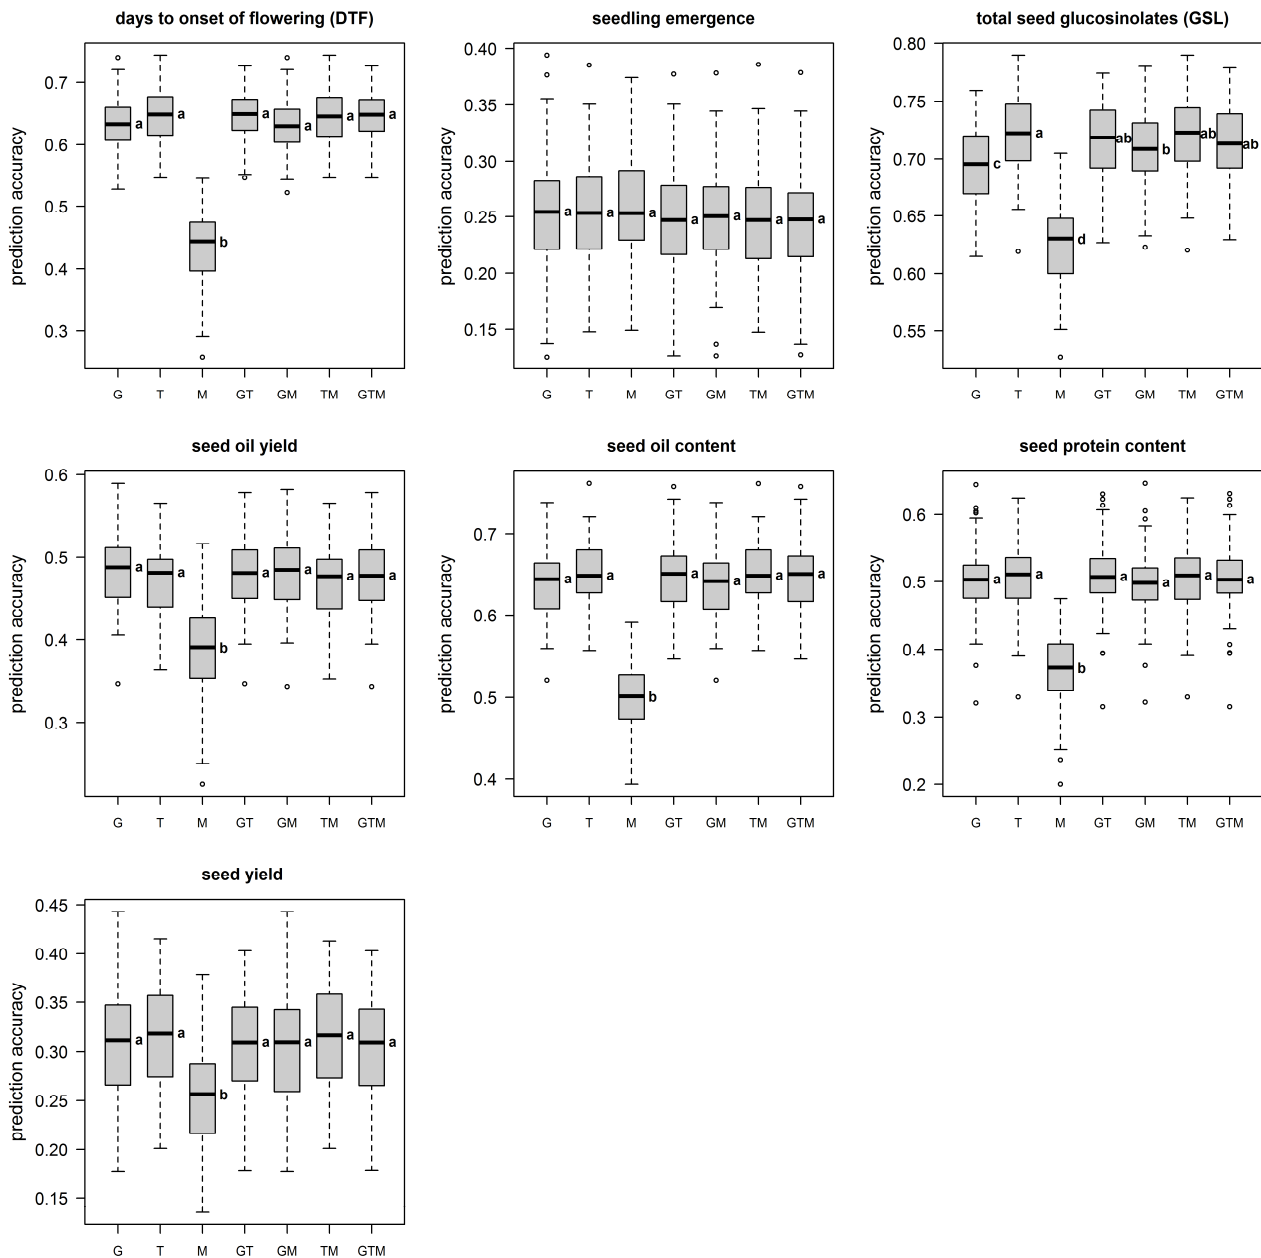 days to onset of flowering (DTF)
prediction accuracy
0.7
0.6
0.5
0.4
0.3
a
a
b
a
a
a
a
G T M GT GM TM GTM
seedling emergence
prediction accuracy
0.40
0.35
0.30
0.25
0.20
0.15
a
a
a
a
a
a
a
G T M GT GM TM GTM
total seed glucosinolates (GSL)
prediction accuracy
0.80
0.75
0.70
0.65
0.60
0.55
c
a
d
ab
b
ab
ab
G T M GT GM TM GTM
seed oil yield
prediction accuracy
0.6
0.5
0.4
0.3
a
a
b
a
a
a
a
G T M GT GM TM GTM
seed oil content
prediction accuracy
0.7
0.6
0.5
0.4
a
a
b
a
a
a
a
G T M GT GM TM GTM
seed protein content
prediction accuracy
0.6
0.5
0.4
0.3
0.2
a
a
b
a
a
a
a
G T M GT GM TM GTM
seed yield
prediction accuracy
0.45
0.40
0.35
0.30
0.25
0.20
0.15
a
a
b
a
a
a
a
G T M GT GM TM GTM